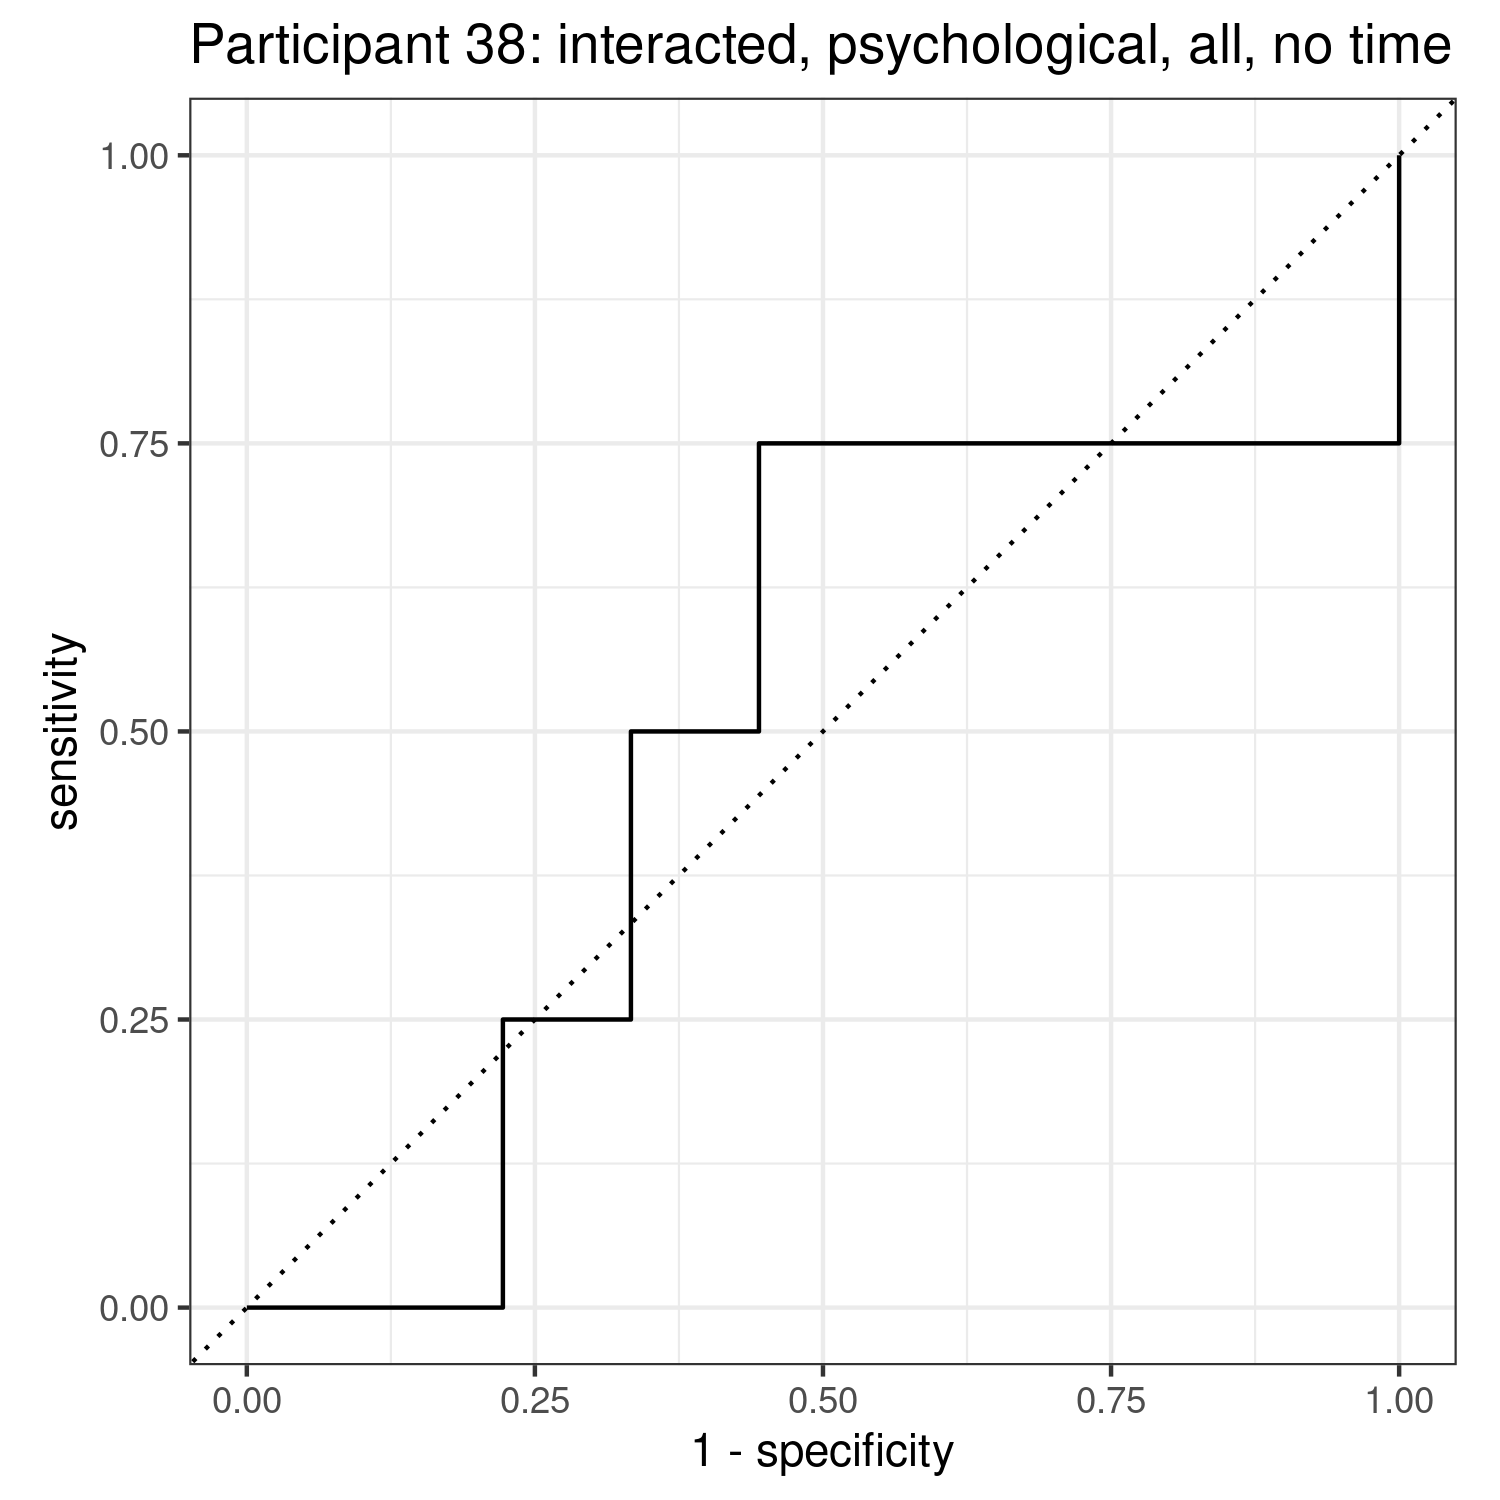 Participant 38: interacted, psychological, all, no time
1.00
0.75
0.50
0.25
0.00
sensitivity
0.00 0.25 0.50 0.75 1.00
1 - specificity